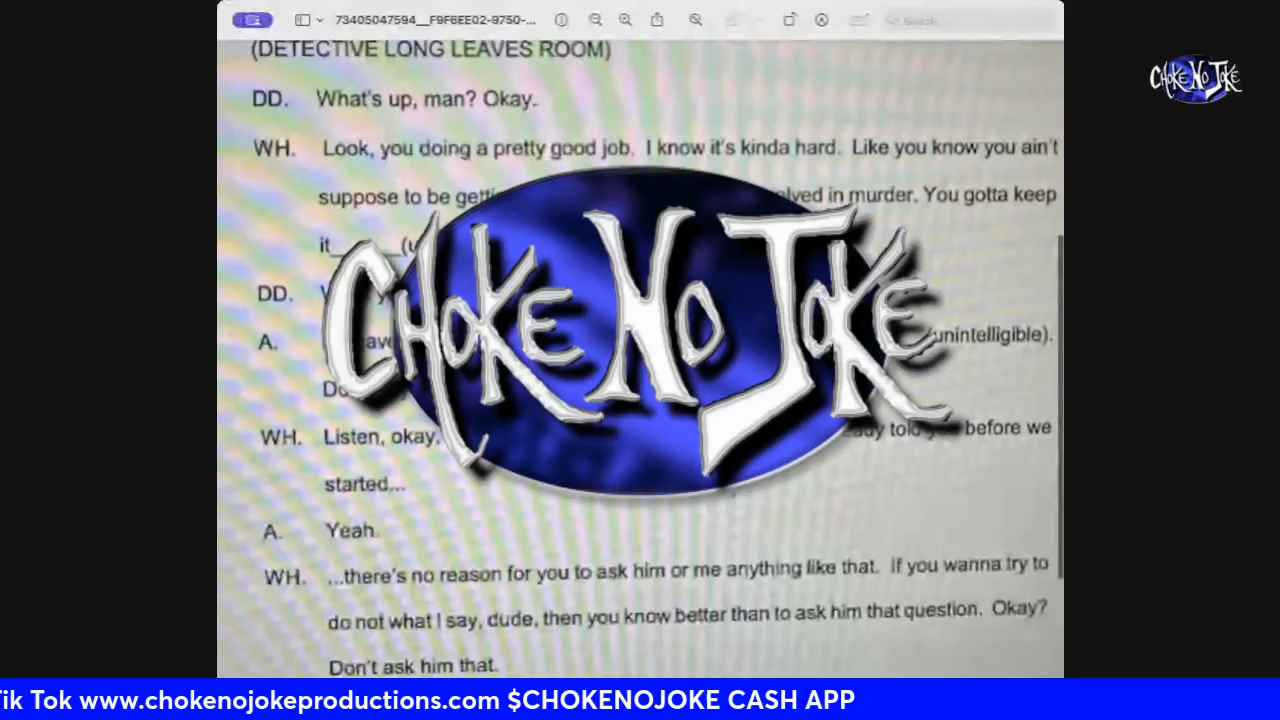 73405047594__F9F6EE02-9750-...
Search
CHOKE NO JOKE
(DETECTIVE LONG LEAVES ROOM)
DD. What's up, man? Okay.
WH. Look, you doing a pretty good job. I know it's kinda hard. Like you know you ain't
suppose to be in murder. You gotta keep
it
DD.
A. (unintelligible).
WH. Listen, okay, before we
started...
A. Yeah.
WH. ...there's no reason for you to ask him or me anything like that. If you wanna try to
do not what I say, dude, then you know better than to ask him that question. Okay?
Don't ask him that.
CHOKE NO JOKE
Tok www.chokenojokeproductions.com $CHOKENOJOKE CASH APP